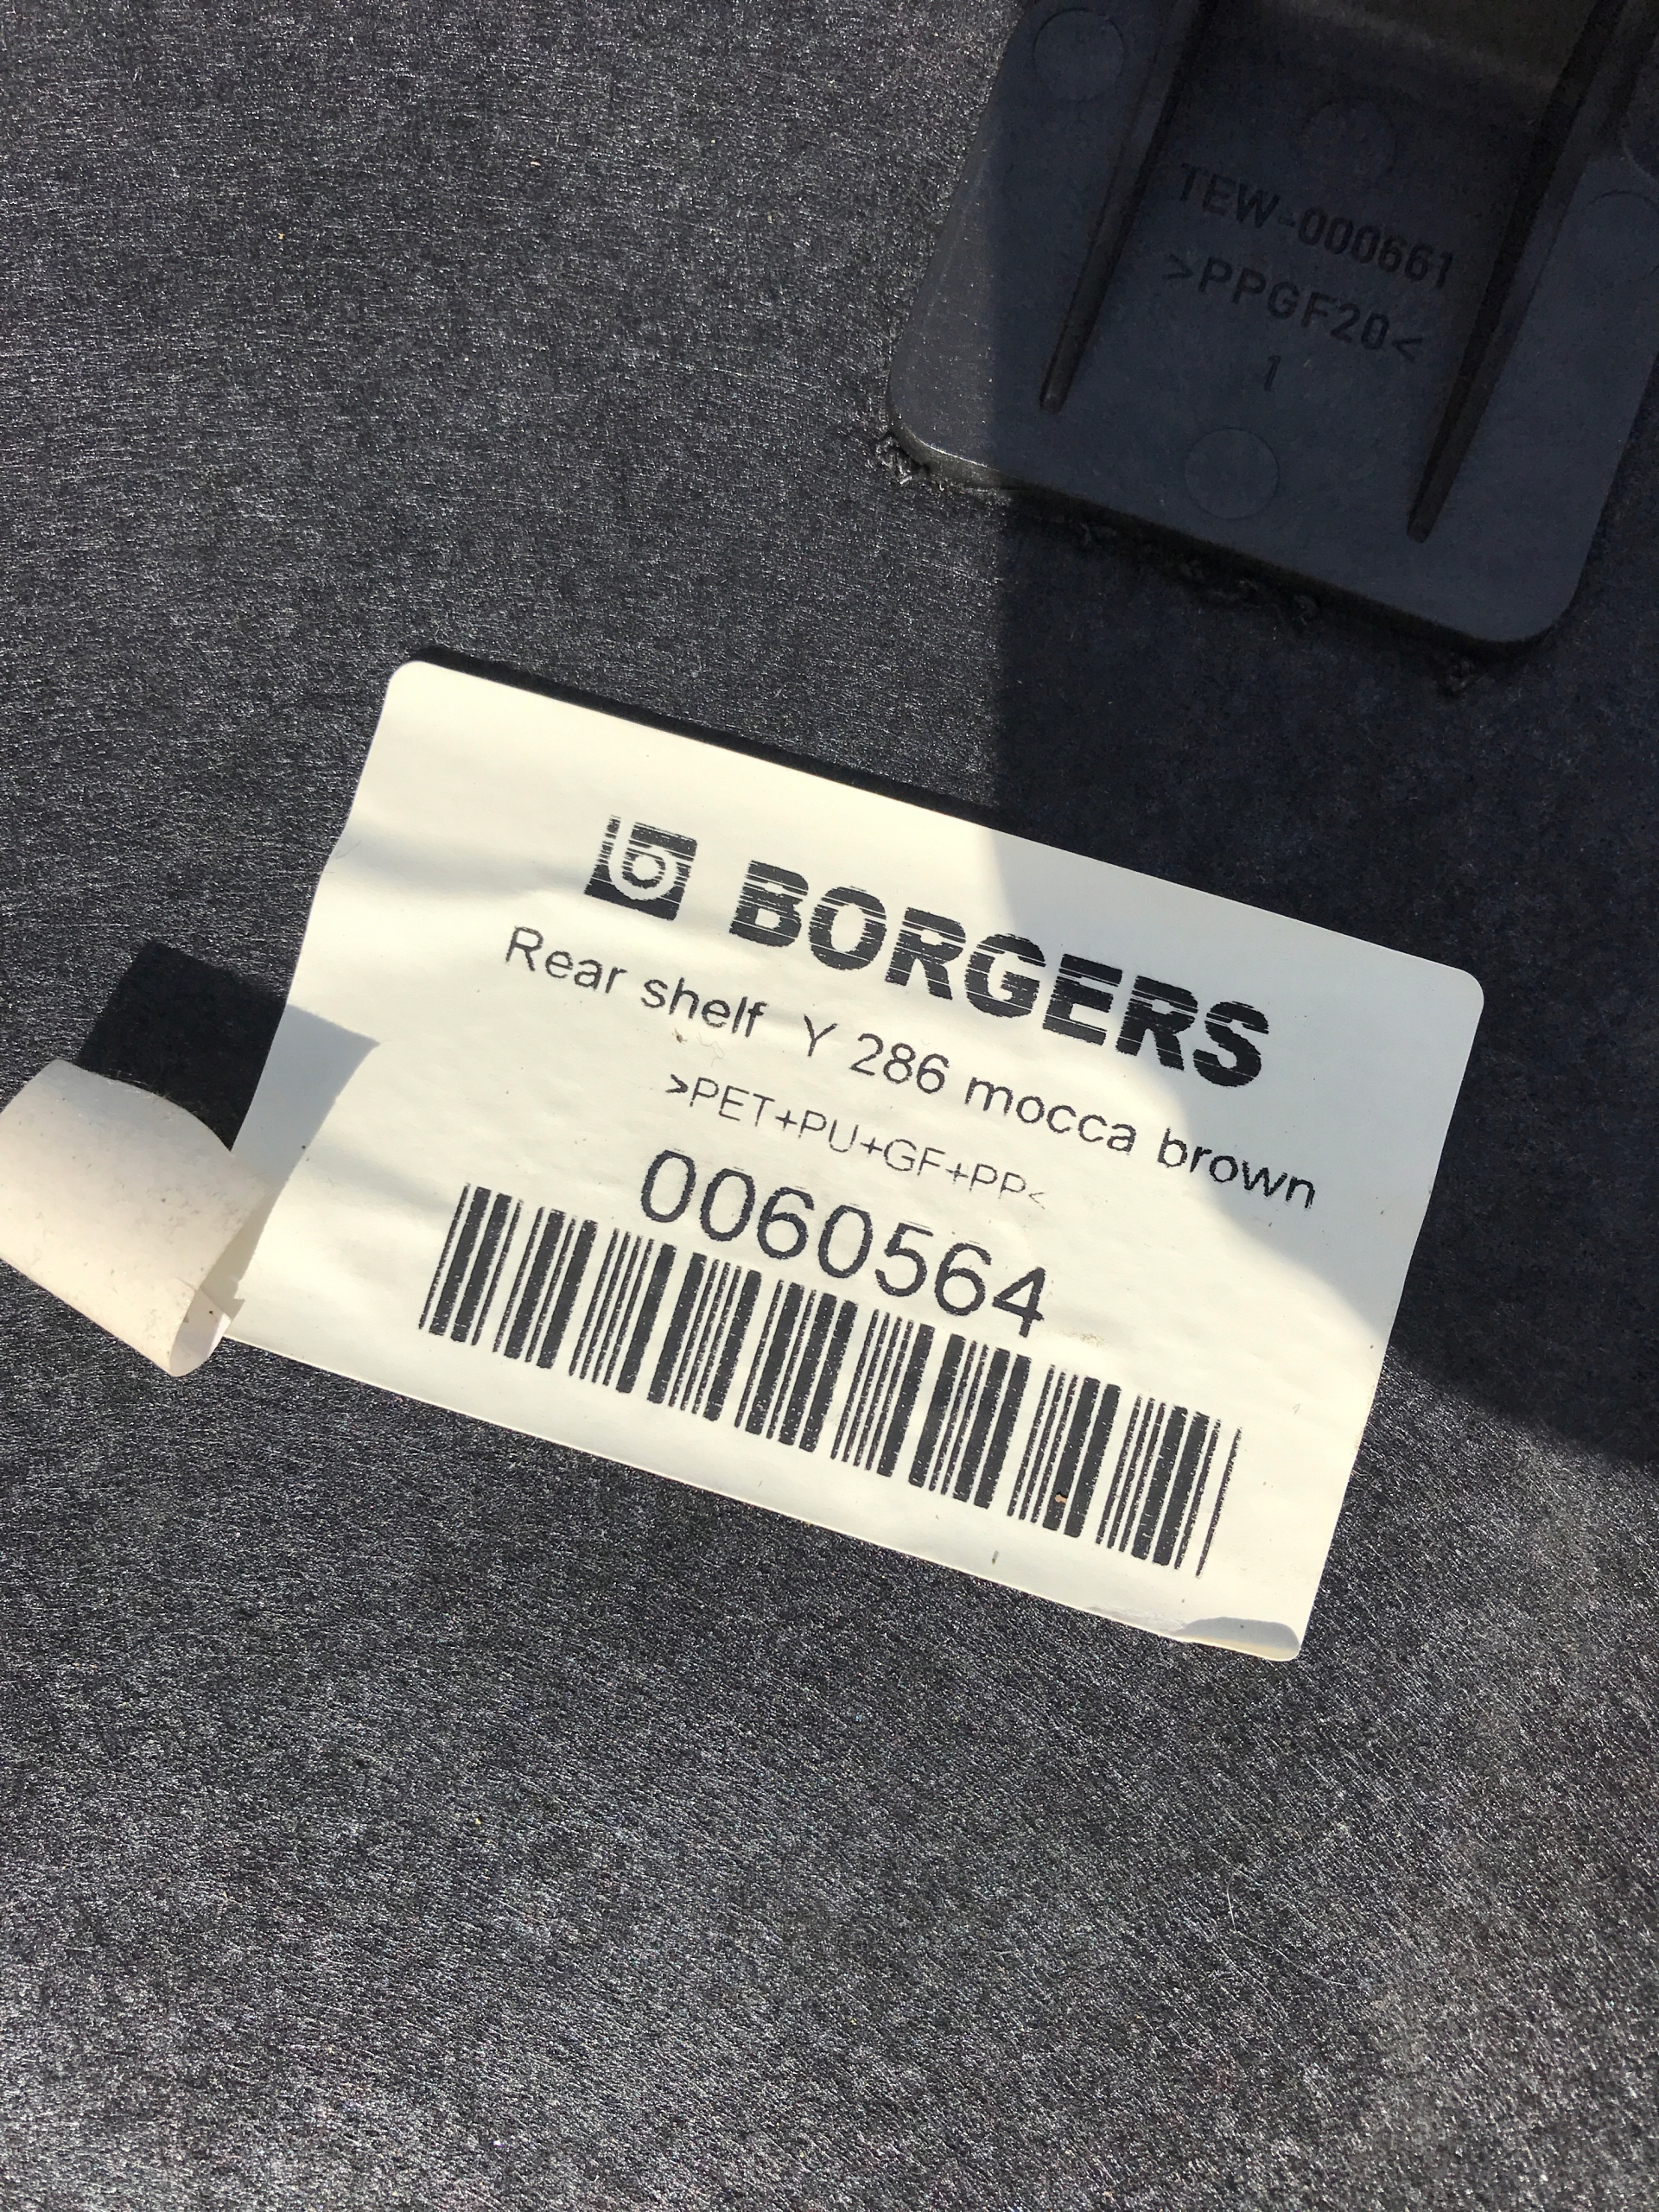 TEW-000661
>PPGF20<
1
BORGERS
Rear shelf Y 286 mocca brown
>PET+PU+GF+PP<
0060564